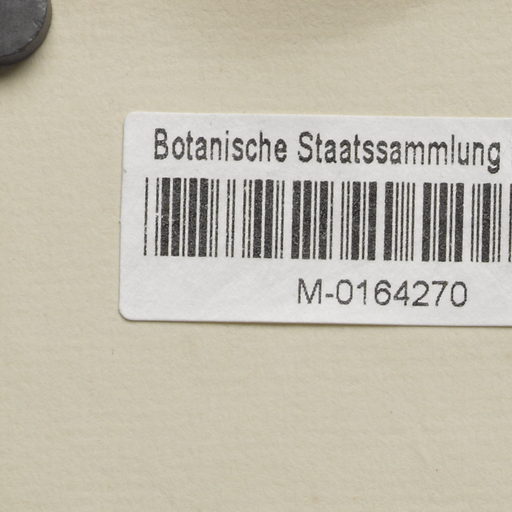 Botanische Staatssammlung
M-0164270